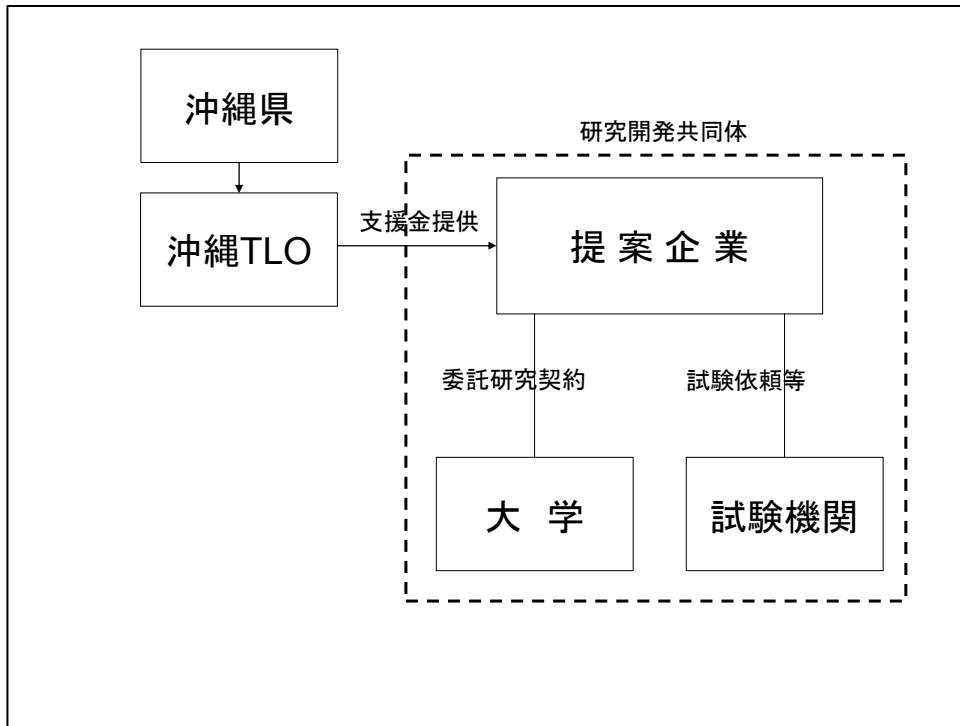 沖縄県
研究開発共同体
沖縄TLO
支援金提供
提 案 企 業
委託研究契約
試験依頼等
大 学
試験機関